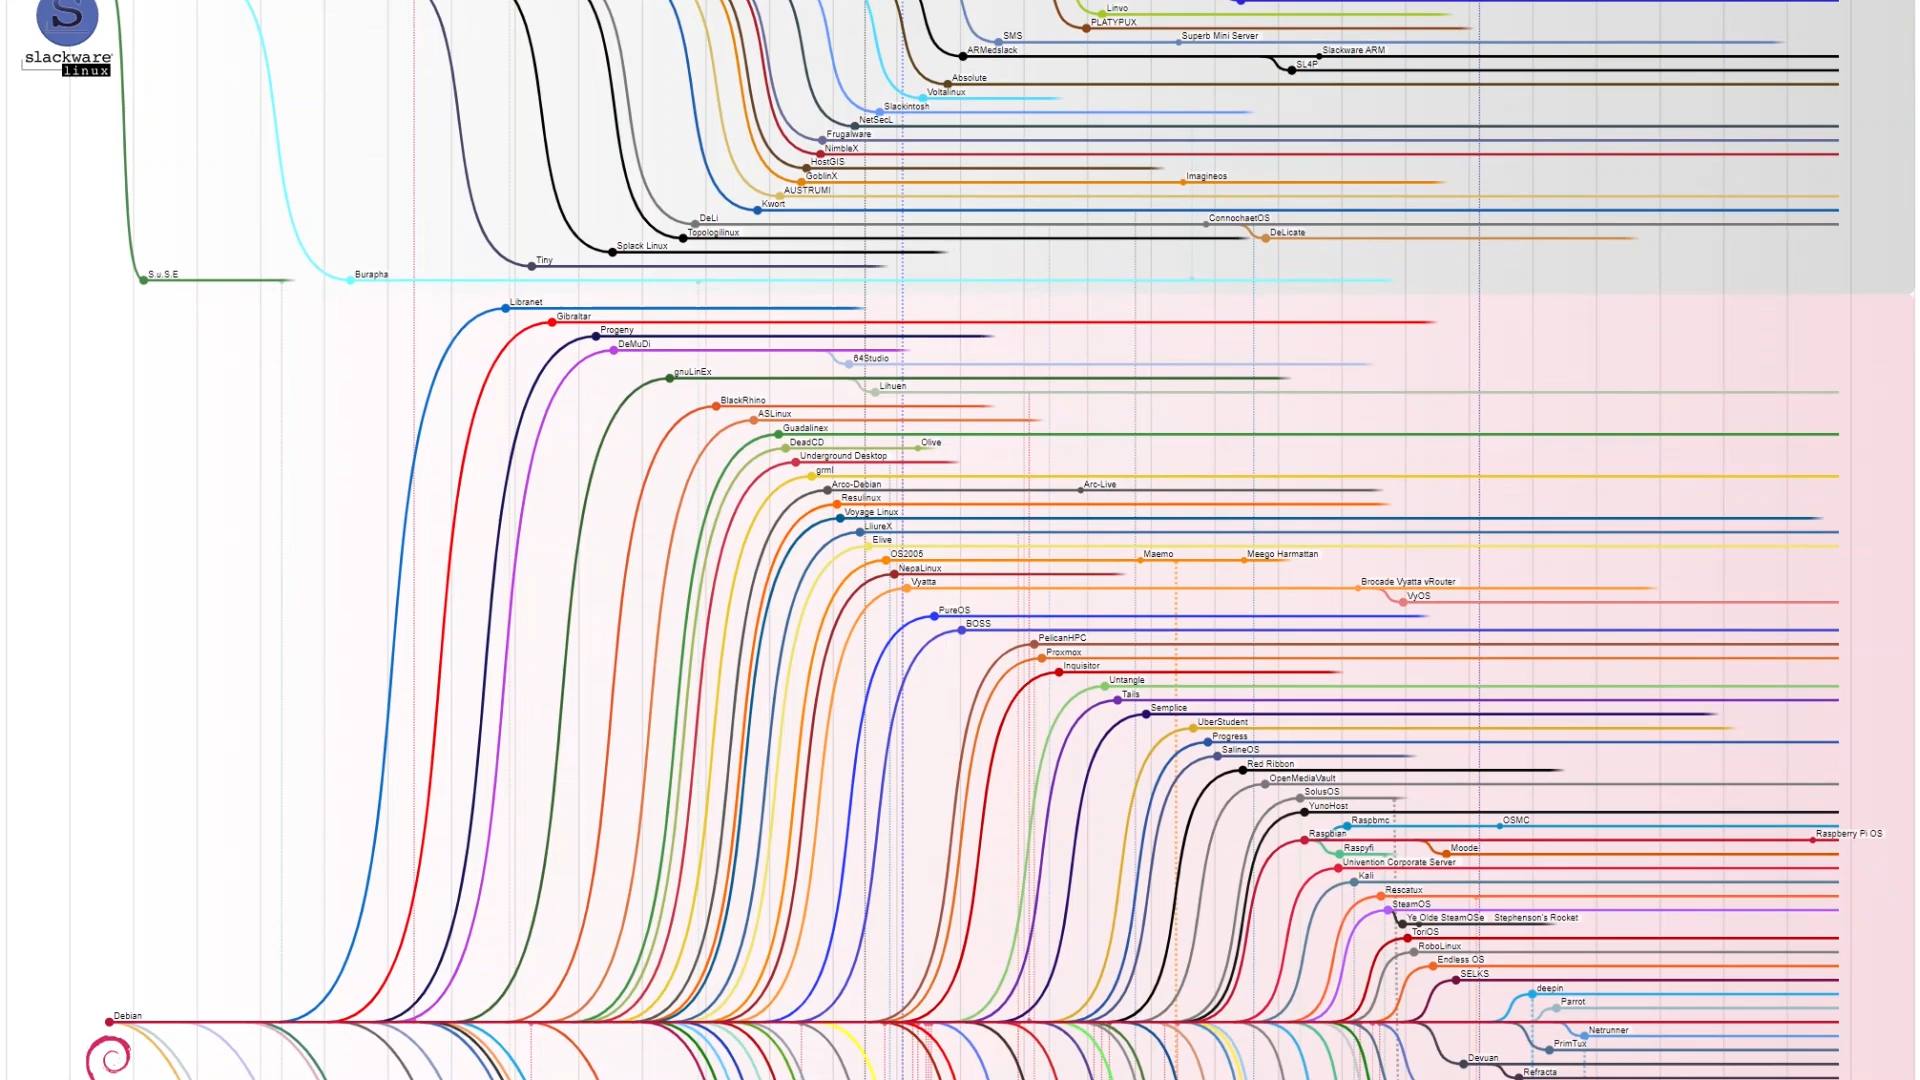 Linvo
PLATYPUX
SMS
Superb Mini Server
ARMedslack
Slackware ARM
SL4P
slackware
linux
Absolute
Voltalinux
Slackintosh
NetSecL
Frugalware
NimbleX
HostGIS
GoblinX
Imagineos
AUSTRUMI
Kwort
DeLi
ConnochaetOS
Topologilinux
DeLicate
Splack Linux
Tiny
S.u.S.E
Burapha
Libranet
Gibraltar
Progeny
DeMuDi
64Studio
gnuLinEx
Lihuen
BlackRhino
ASLinux
Guadalinex
DeadCD
Olive
Underground Desktop
grml
Arco-Debian
Arc-Live
Resulinux
Voyage Linux
LliureX
Elive
OS2005
Maemo
Meego Harmattan
NepaLinux
Vyatta
Brocade Vyatta vRouter
VyOS
PureOS
BOSS
PelicanHPC
Proxmox
Inquisitor
Untangle
Tails
Semplice
UberStudent
Progress
SalineOS
Red Ribbon
OpenMediaVault
SolusOS
YunoHost
Raspbmc
OSMC
Raspbian
Raspberry Pi OS
Raspyfi
Moode
Univention Corporate Server
Kali
Rescatux
SteamOS
Ye Olde SteamOSe
Stephenson's Rocket
ToriOS
RoboLinux
Endless OS
SELKS
deepin
Parrot
Debian
Netrunner
PrimTux
Devuan
Refracta